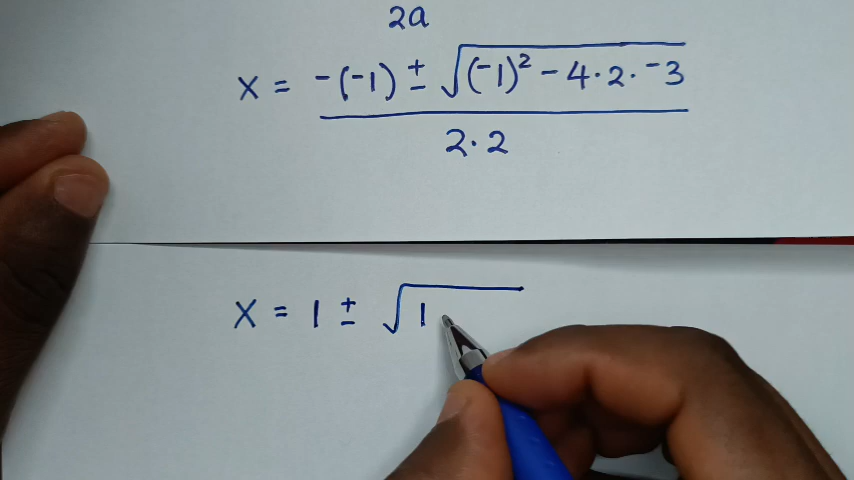 2a
x = -(-1) ± √(-1)² - 4·2·-3
2·2
x = 1 ± √1